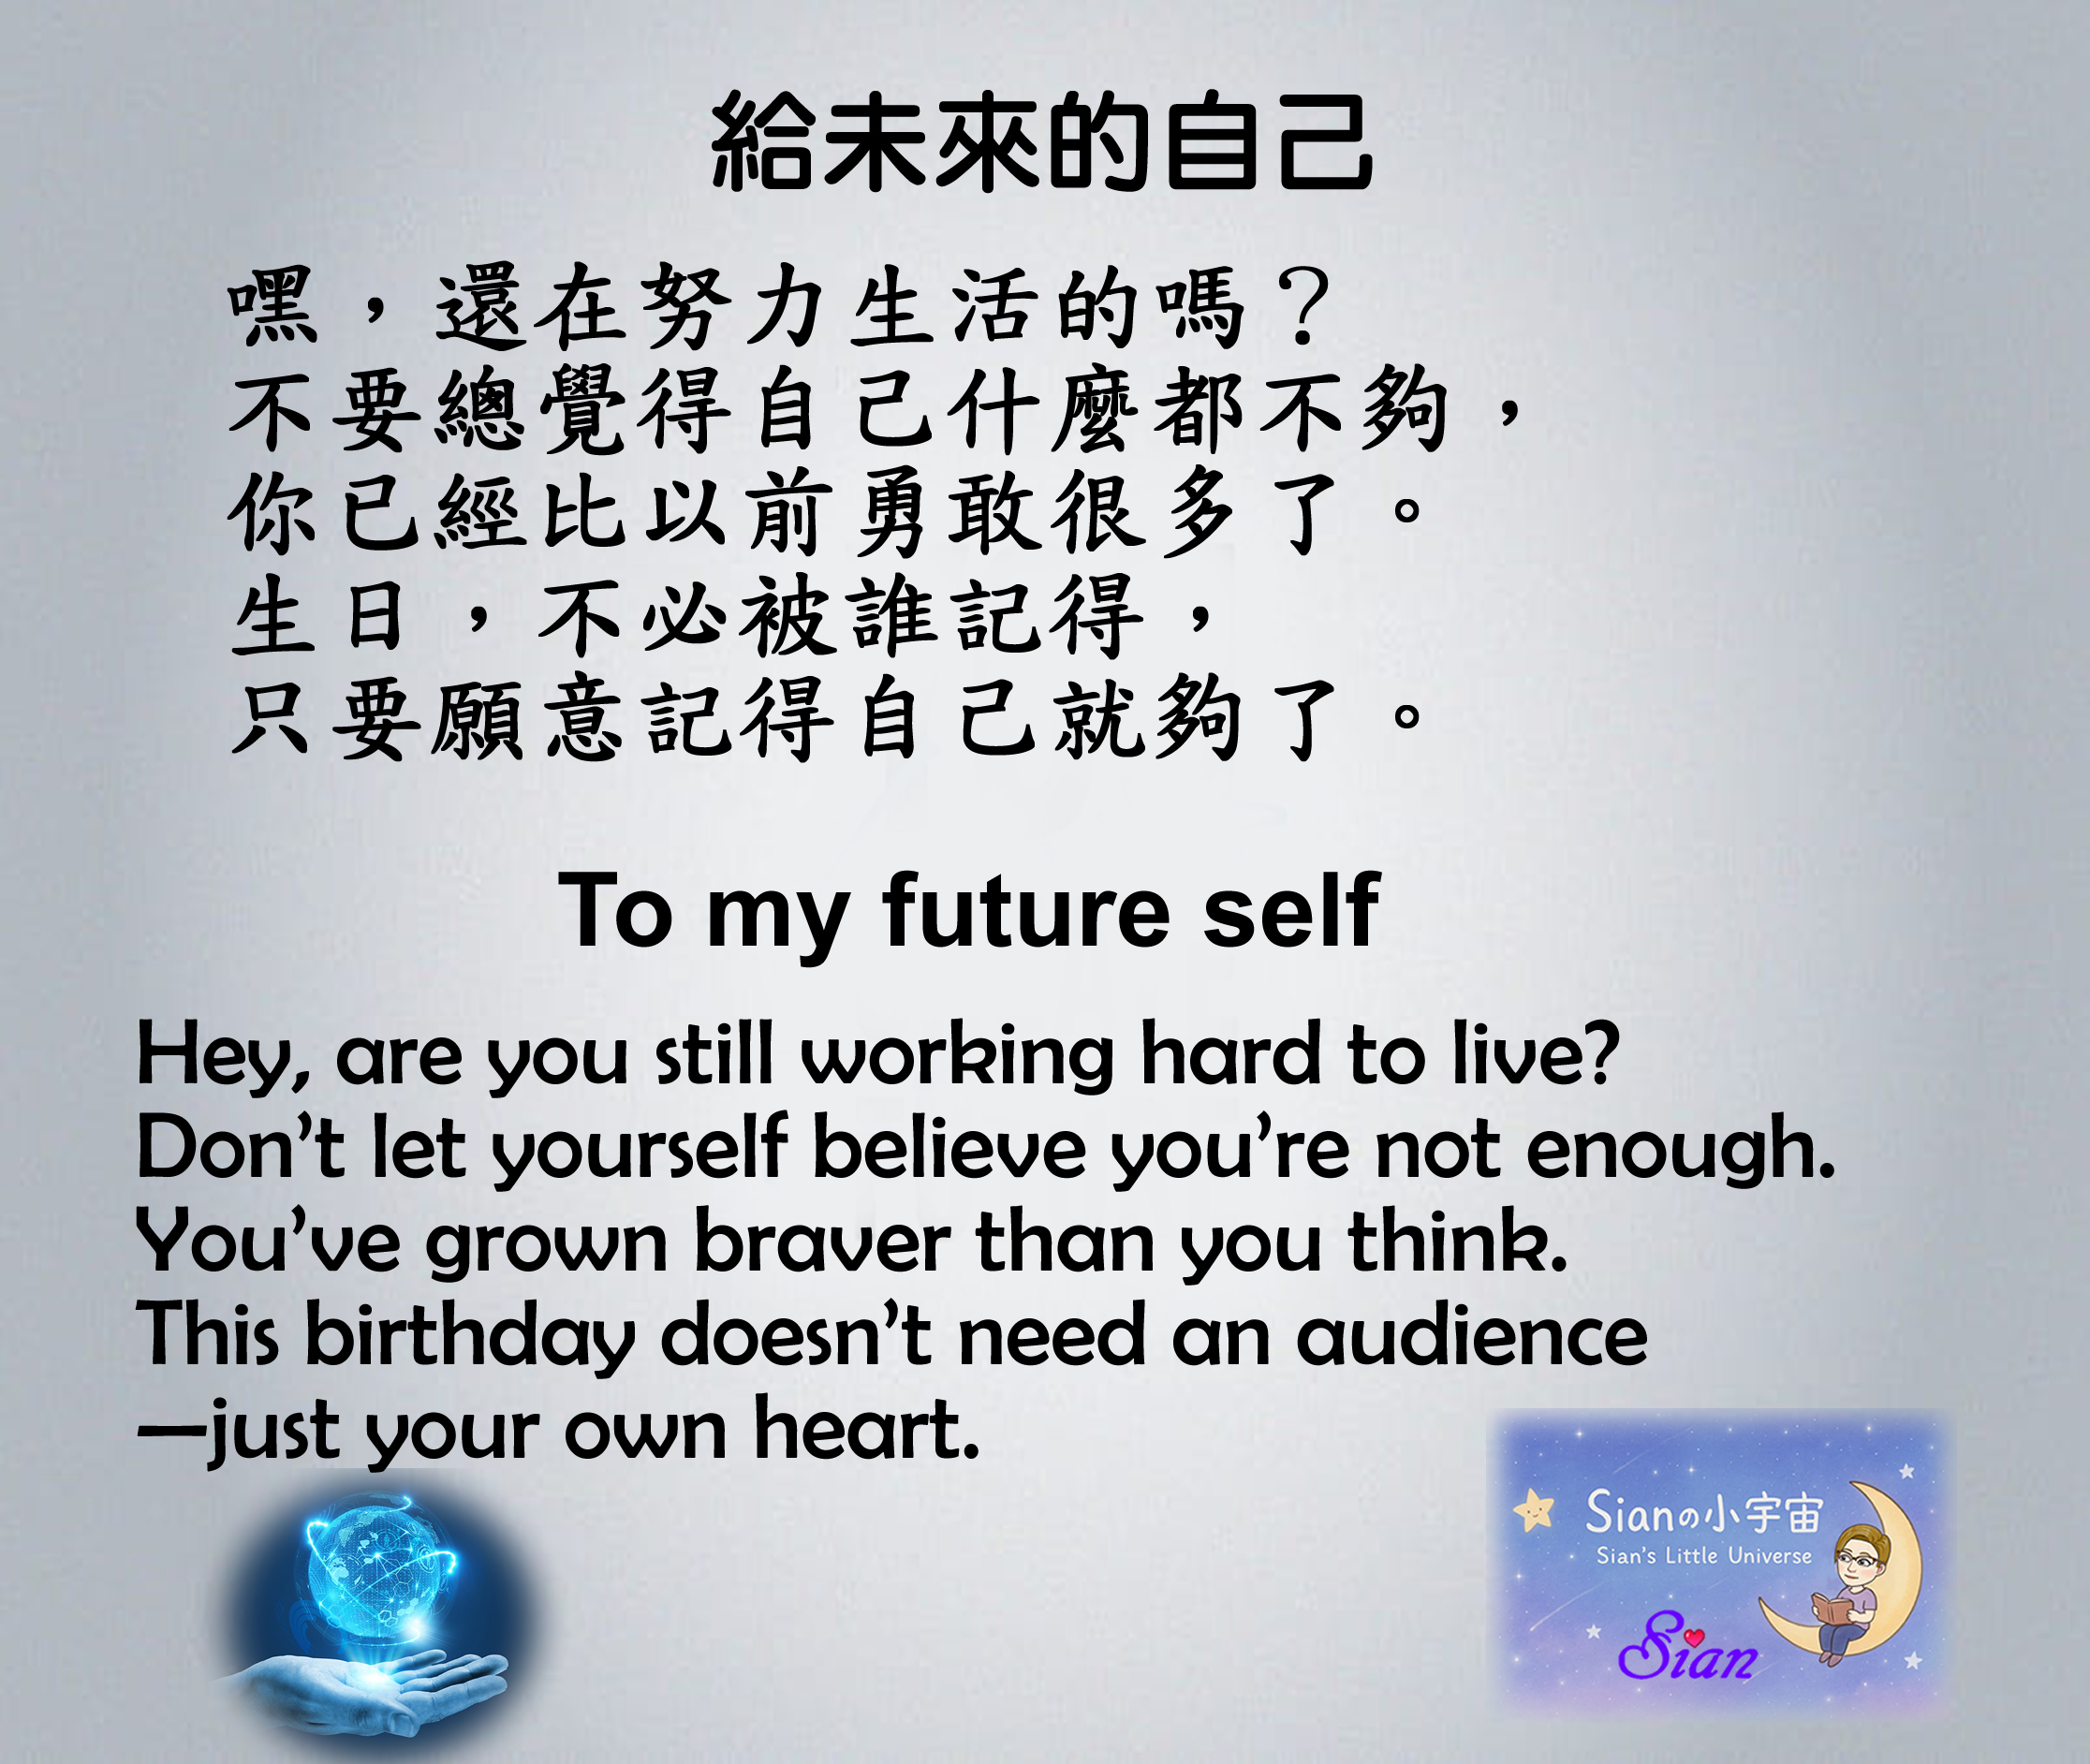 給未來的自己
嘿，還在努力生活的嗎？
不要總覺得自己什麼都不夠，
你已經比以前勇敢很多了。
生日，不必被誰記得，
只要願意記得自己就夠了。
To my future self
Hey, are you still working hard to live?
Don’t let yourself believe you’re not enough.
You’ve grown braver than you think.
This birthday doesn’t need an audience
—just your own heart.
Sianの小宇宙
Sian’s Little Universe
Sian